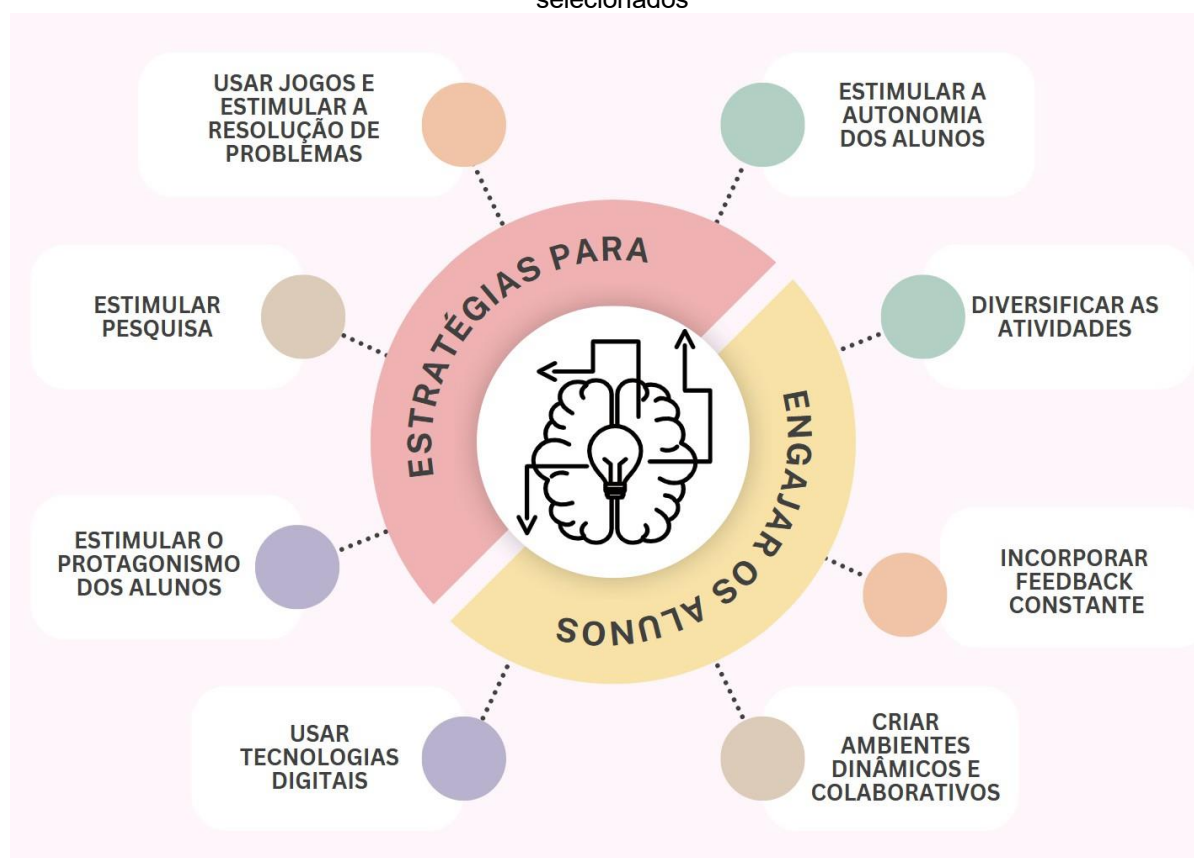 selecionados
USAR JOGOS E
ESTIMULAR A
RESOLUÇÃO DE
PROBLEMAS
ESTIMULAR A
AUTONOMIA
DOS ALUNOS
ESTRATÉGIAS PARA
ENGAJAR OS ALUNOS
ESTIMULAR
PESQUISA
DIVERSIFICAR AS
ATIVIDADES
ESTIMULAR O
PROTAGONISMO
DOS ALUNOS
INCORPORAR
FEEDBACK
CONSTANTE
USAR
TECNOLOGIAS
DIGITAIS
CRIAR
AMBIENTES
DINÂMICOS E
COLABORATIVOS